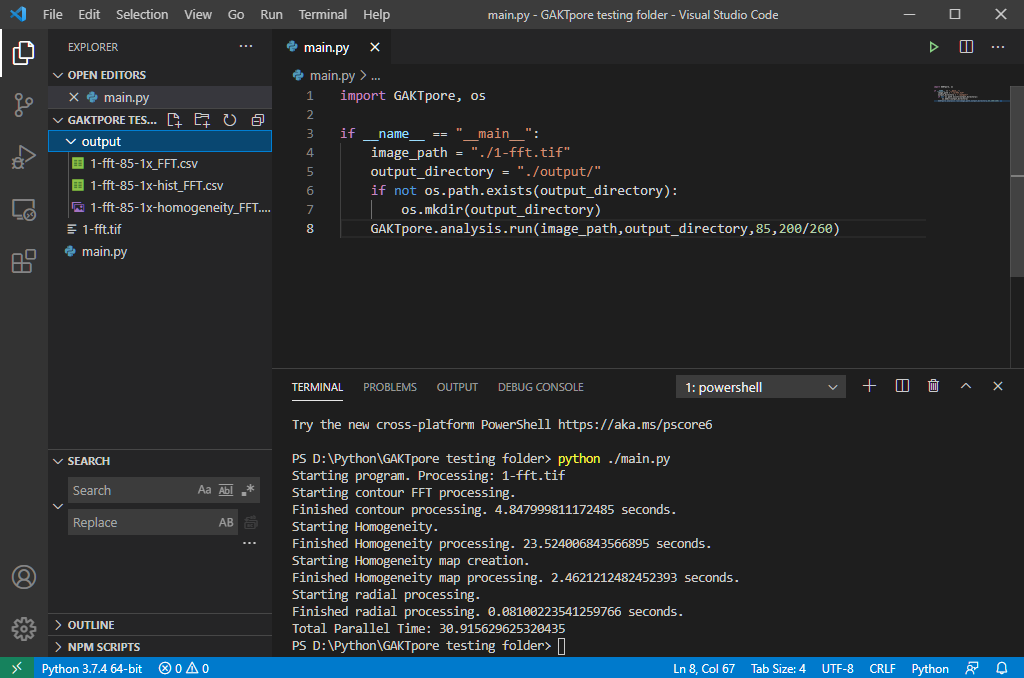 File Edit Selection View Go Run Terminal Help main.py - GAKTpore testing folder - Visual Studio Code
EXPLORER
OPEN EDITORS
main.py
GAKTPORE TES...
output
1-fft-85-1x_FFT.csv
1-fft-85-1x-hist_FFT.csv
1-fft-85-1x-homogeneity_FFT....
1-fft.tif
main.py
SEARCH
Search Aa Abl .*
Replace AB
...
OUTLINE
NPM SCRIPTS
main.py
main.py > ...
1 import GAKTpore, os
2
3 if __name__ == "__main__":
4 image_path = "./1-fft.tif"
5 output_directory = "./output/"
6 if not os.path.exists(output_directory):
7 os.mkdir(output_directory)
8 GAKTpore.analysis.run(image_path,output_directory,85,200/260)
TERMINAL PROBLEMS OUTPUT DEBUG CONSOLE 1: powershell
Try the new cross-platform PowerShell https://aka.ms/pscore6
PS D:\Python\GAKTpore testing folder> python ./main.py
Starting program. Processing: 1-fft.tif
Starting contour FFT processing.
Finished contour processing. 4.847999811172485 seconds.
Starting Homogeneity.
Finished Homogeneity processing. 23.524006843566895 seconds.
Starting Homogeneity map creation.
Finished Homogeneity map processing. 2.4621212482452393 seconds.
Starting radial processing.
Finished radial processing. 0.08100223541259766 seconds.
Total Parallel Time: 30.915629625320435
PS D:\Python\GAKTpore testing folder>
Python 3.7.4 64-bit 0 0 Ln 8, Col 67 Tab Size: 4 UTF-8 CRLF Python